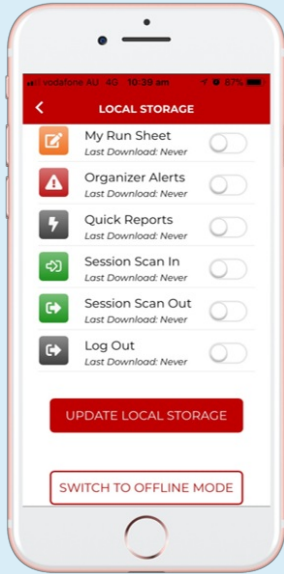 vodafone AU 4G 10:39 am 87%
LOCAL STORAGE
My Run Sheet
Last Download: Never
Organizer Alerts
Last Download: Never
Quick Reports
Last Download: Never
Session Scan In
Last Download: Never
Session Scan Out
Last Download: Never
Log Out
Last Download: Never
UPDATE LOCAL STORAGE
SWITCH TO OFFLINE MODE